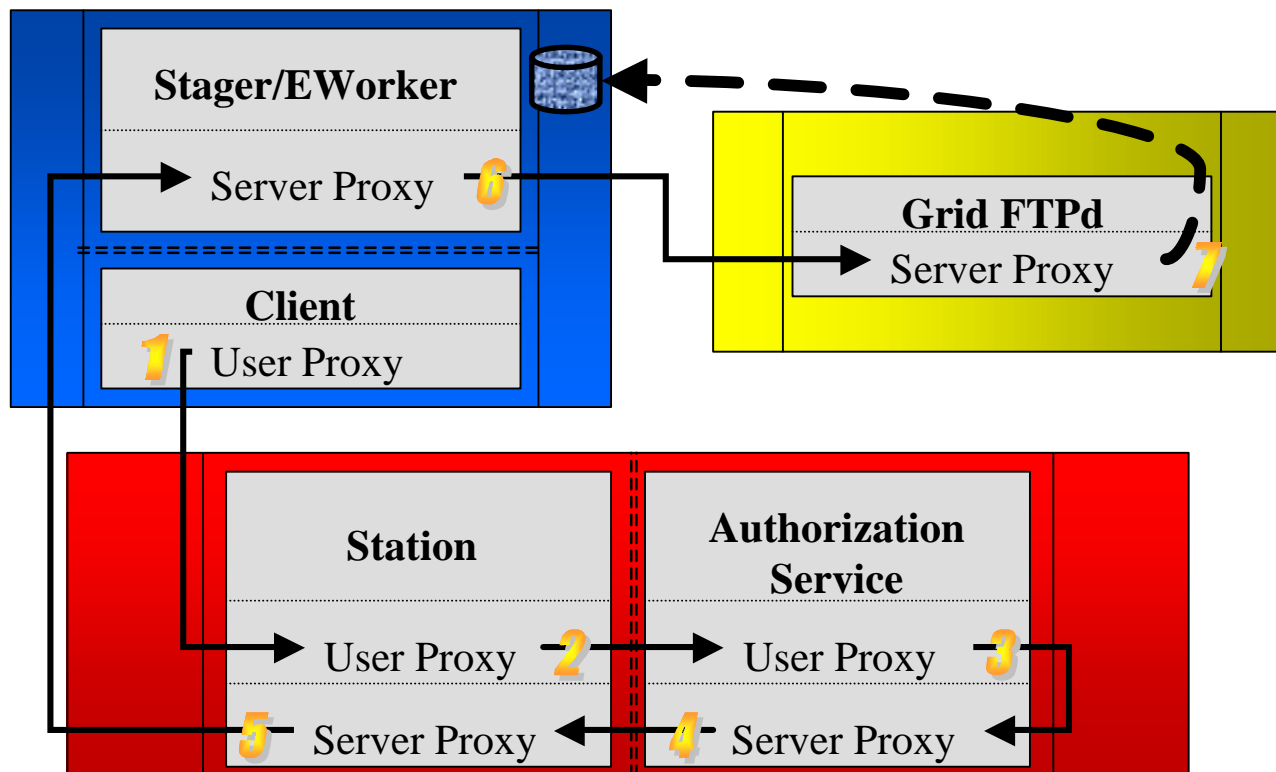 Stager/EWorker
Server Proxy 6
Grid FTPd
Server Proxy 7
Client
1 User Proxy
Station
Authorization
Service
User Proxy 2
User Proxy 3
5 Server Proxy
4 Server Proxy